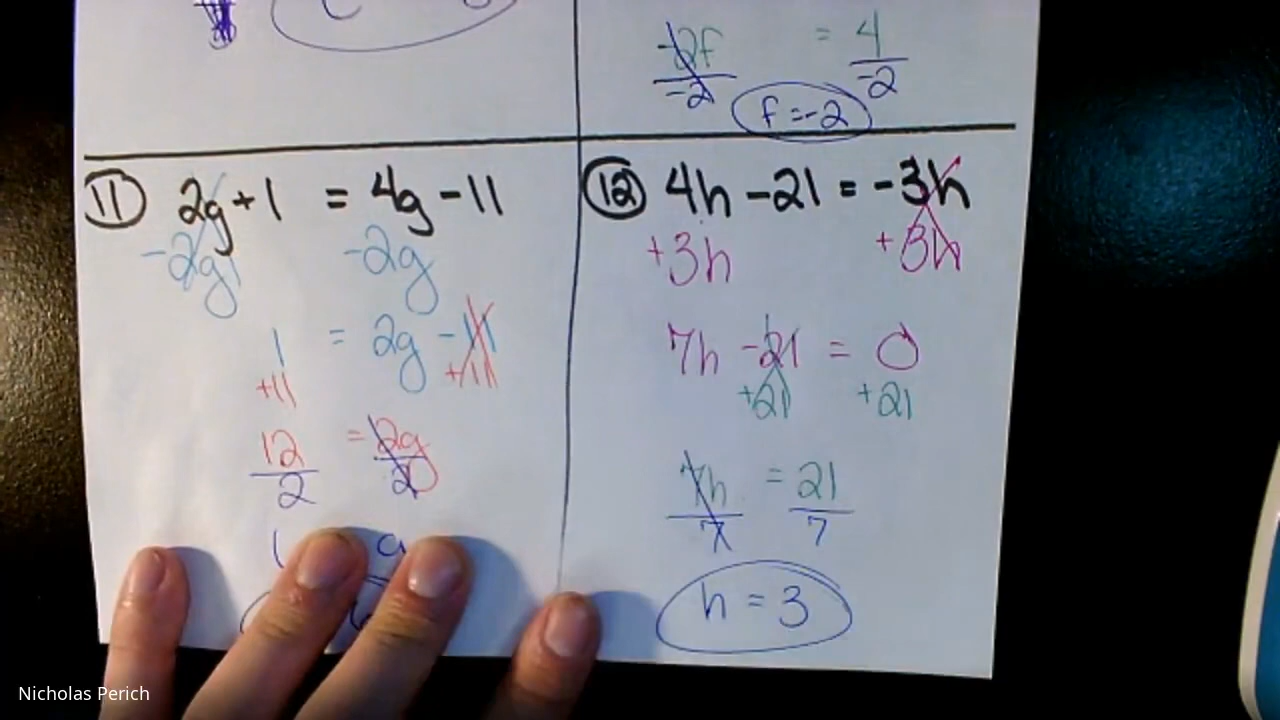 -2f = 4
-2 -2
f = -2
11 2g + 1 = 4g - 11
-2g -2g
1 = 2g - 11
+11 +11
12 = 2g
2 2
12 4h - 21 = -3h
+3h +3h
7h - 21 = 0
+21 +21
7h = 21
7 7
h = 3
Nicholas Perich